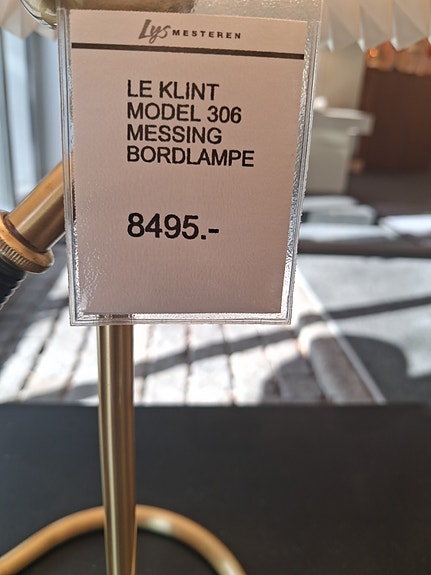 Lys MESTEREN
LE KLINT
MODEL 306
MESSING
BORDLAMPE
8495.-